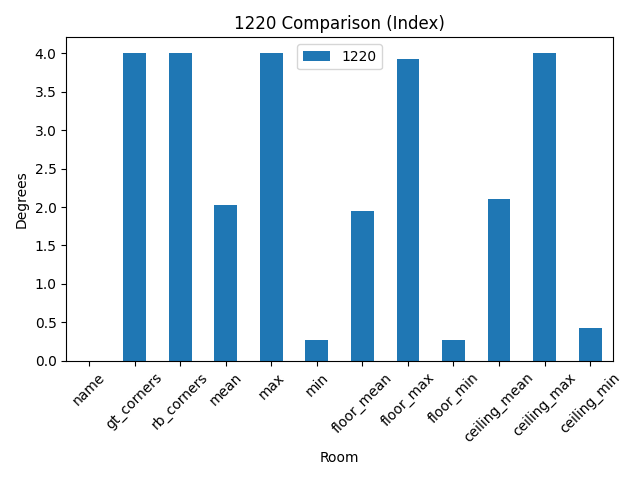 1220 Comparison (Index)
1220
Degrees
4.0
3.5
3.0
2.5
2.0
1.5
1.0
0.5
0.0
name
gt_corners
rb_corners
mean
max
min
floor_mean
floor_max
floor_min
ceiling_mean
ceiling_max
ceiling_min
Room